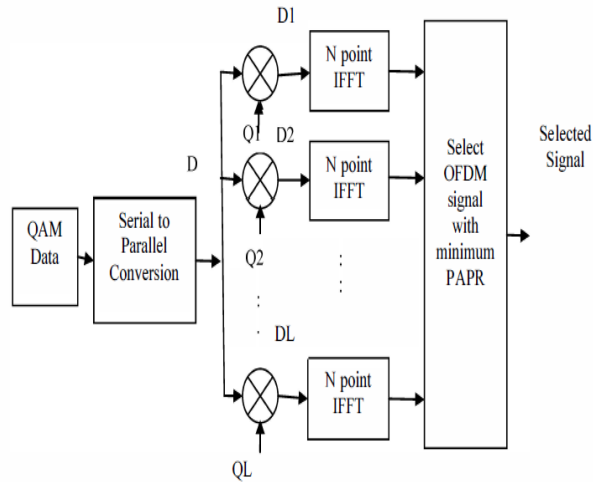 QAM
Data
Serial to
Parallel
Conversion
D
D1
Q1
N point
IFFT
D2
Q2
N point
IFFT
: :
: :
. .
DL
QL
N point
IFFT
Select
OFDM
signal
with
minimum
PAPR
Selected
Signal